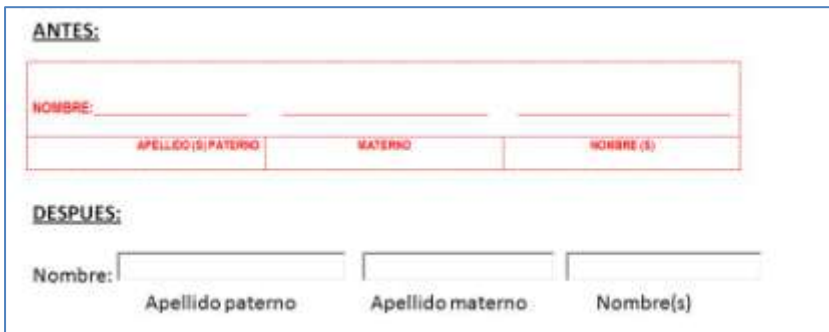 ANTES:
NOMBRE:
APELLIDO(S) PATERNO MATERNO NOMBRE (S)
DESPUES:
Nombre:
Apellido paterno Apellido materno Nombre(s)